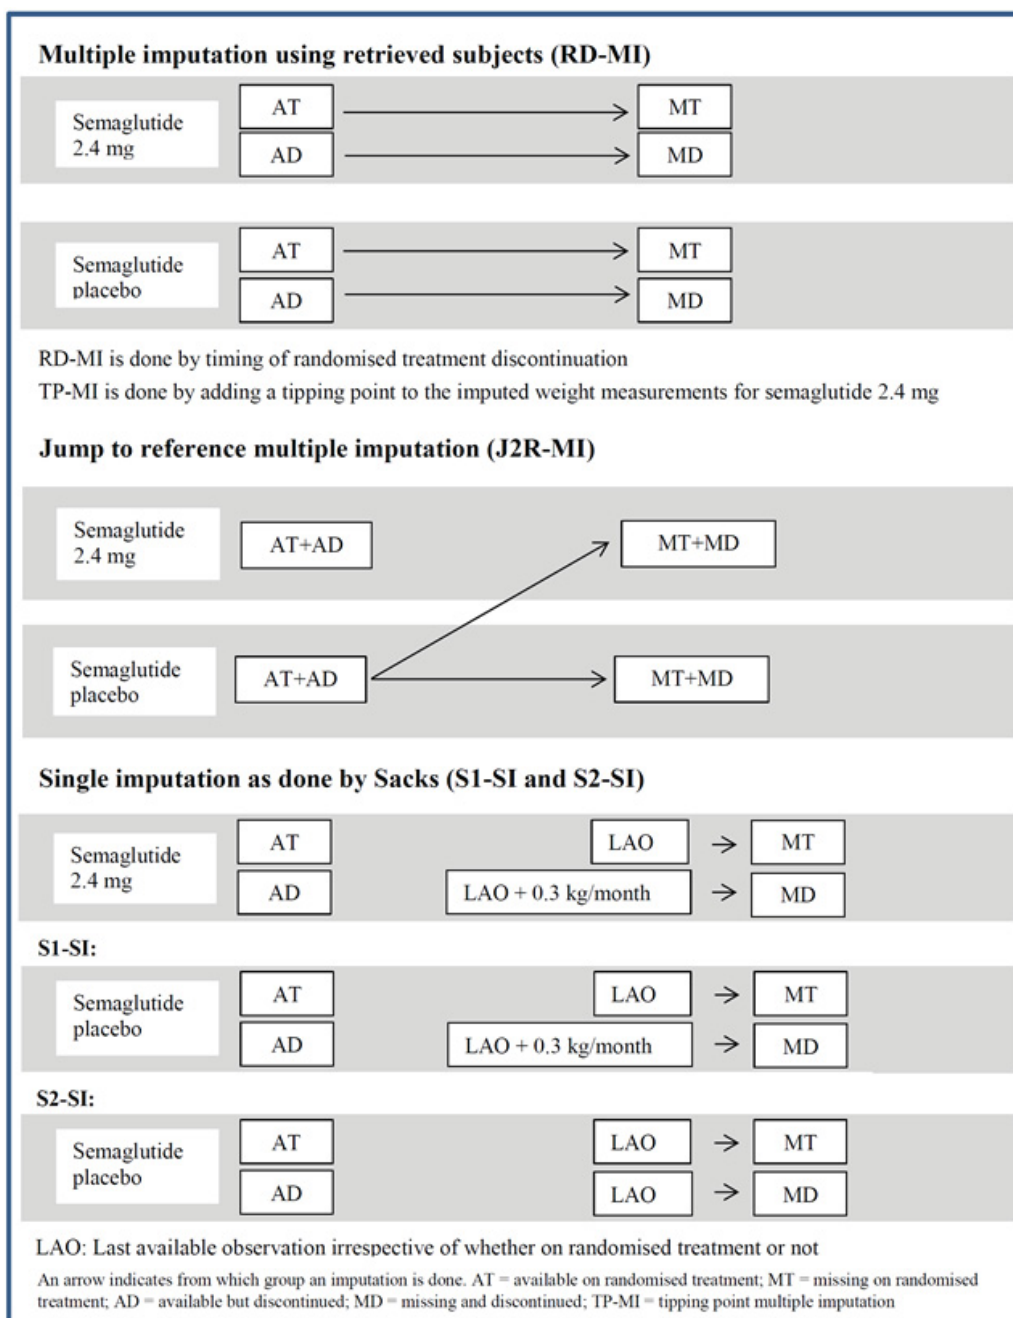 Multiple imputation using retrieved subjects (RD-MI)
Semaglutide
2.4 mg
AT
MT
AD
MD
Semaglutide
placebo
AT
MT
AD
MD
RD-MI is done by timing of randomised treatment discontinuation
TP-MI is done by adding a tipping point to the imputed weight measurements for semaglutide 2.4 mg
Jump to reference multiple imputation (J2R-MI)
Semaglutide
2.4 mg
AT+AD
MT+MD
Semaglutide
placebo
AT+AD
MT+MD
Single imputation as done by Sacks (S1-SI and S2-SI)
Semaglutide
2.4 mg
AT
LAO
MT
AD
LAO + 0.3 kg/month
MD
S1-SI:
Semaglutide
placebo
AT
LAO
MT
AD
LAO + 0.3 kg/month
MD
S2-SI:
Semaglutide
placebo
AT
LAO
MT
AD
LAO
MD
LAO: Last available observation irrespective of whether on randomised treatment or not
An arrow indicates from which group an imputation is done. AT = available on randomised treatment; MT = missing on randomised
treatment; AD = available but discontinued; MD = missing and discontinued; TP-MI = tipping point multiple imputation